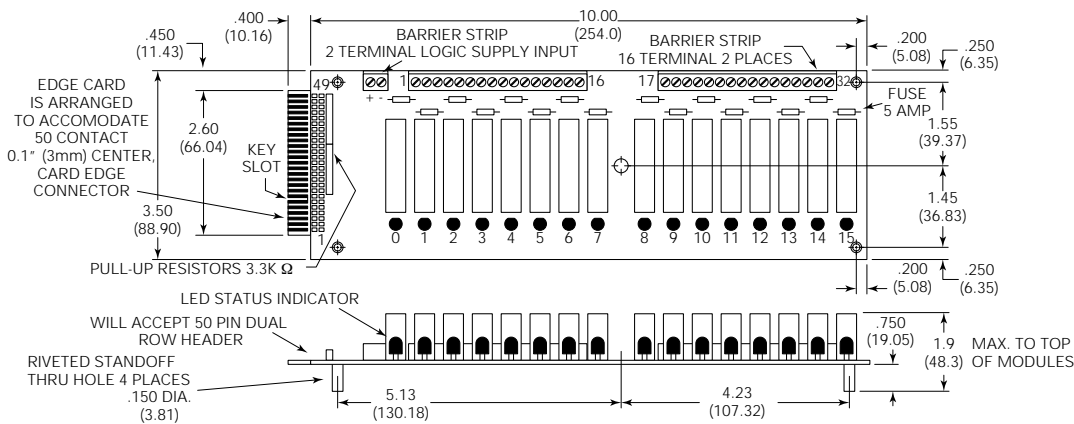 .400
(10.16)
10.00
(254.0)
.450
(11.43)
BARRIER STRIP
2 TERMINAL LOGIC SUPPLY INPUT
BARRIER STRIP
16 TERMINAL 2 PLACES
.200
(5.08)
.250
(6.35)
EDGE CARD
IS ARRANGED
TO ACCOMODATE
50 CONTACT
0.1" (3mm) CENTER,
CARD EDGE
CONNECTOR
49
+ -
1
16
17
32
FUSE
5 AMP
2.60
(66.04)
KEY
SLOT
1.55
(39.37)
3.50
(88.90)
1.45
(36.83)
1
0 1 2 3 4 5 6 7 8 9 10 11 12 13 14 15
PULL-UP RESISTORS 3.3K Ω
.200
(5.08)
.250
(6.35)
LED STATUS INDICATOR
WILL ACCEPT 50 PIN DUAL
ROW HEADER
RIVETED STANDOFF
THRU HOLE 4 PLACES
.150 DIA.
(3.81)
.750
(19.05)
1.9
(48.3)
MAX. TO TOP
OF MODULES
5.13
(130.18)
4.23
(107.32)